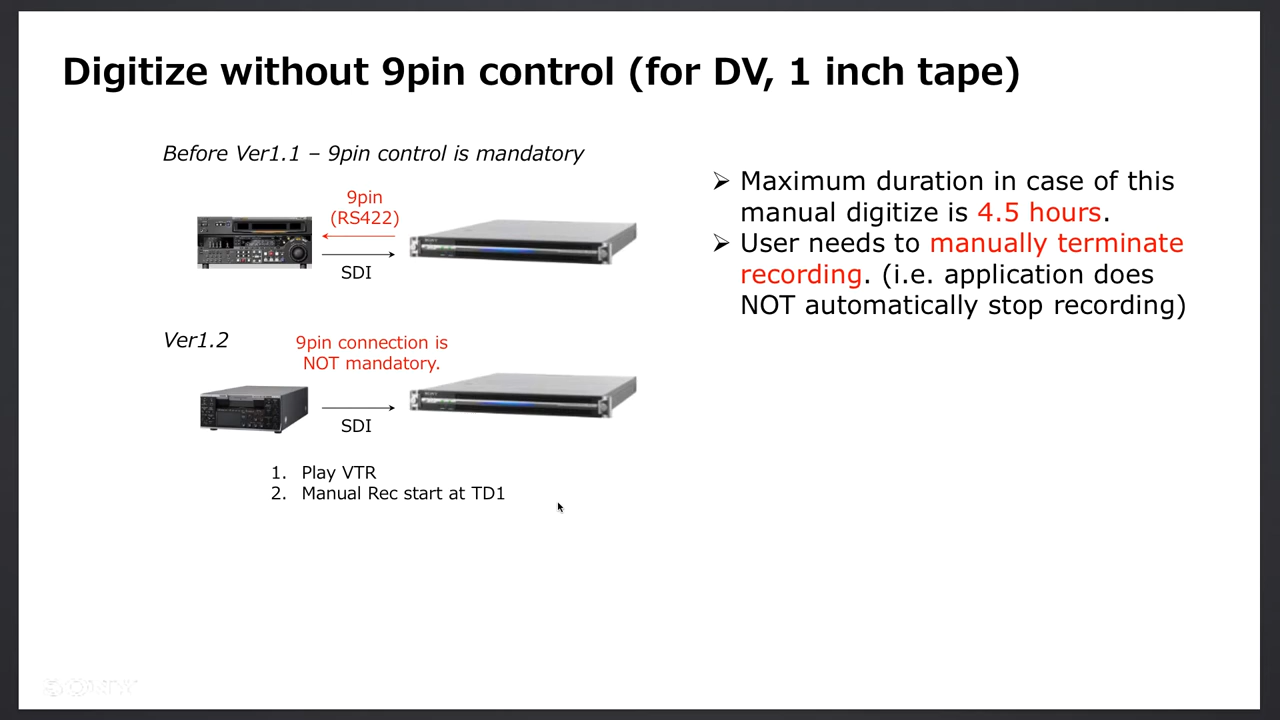 Digitize without 9pin control (for DV, 1 inch tape)
Before Ver1.1 – 9pin control is mandatory
9pin
(RS422)
SDI
Ver1.2
9pin connection is
NOT mandatory.
SDI
1. Play VTR
2. Manual Rec start at TD1
➢ Maximum duration in case of this
manual digitize is 4.5 hours.
➢ User needs to manually terminate
recording. (i.e. application does
NOT automatically stop recording)
SONY